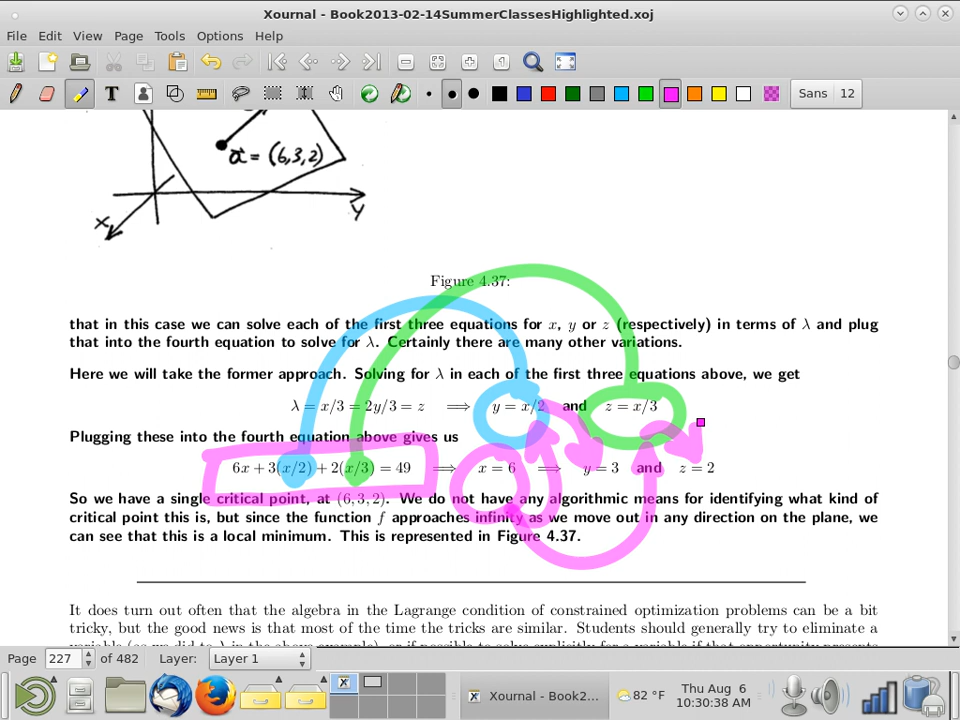 Xournal - Book2013-02-14SummerClassesHighlighted.xoj
File Edit View Page Tools Options Help
Sans 12
a = (6,3,2)
X
Y
Figure 4.37:
that in this case we can solve each of the first three equations for x, y or z (respectively) in terms of λ and plug
that into the fourth equation to solve for λ. Certainly there are many other variations.
Here we will take the former approach. Solving for λ in each of the first three equations above, we get
λ = x/3 = 2y/3 = z ⟹ y = x/2 and z = x/3
Plugging these into the fourth equation above gives us
6x + 3(x/2) + 2(x/3) = 49 ⟹ x = 6 ⟹ y = 3 and z = 2
So we have a single critical point, at (6, 3, 2). We do not have any algorithmic means for identifying what kind of
critical point this is, but since the function f approaches infinity as we move out in any direction on the plane, we
can see that this is a local minimum. This is represented in Figure 4.37.
It does turn out often that the algebra in the Lagrange condition of constrained optimization problems can be a bit
tricky, but the good news is that most of the time the tricks are similar. Students should generally try to eliminate a
Page 227 of 482 Layer: Layer 1
Xournal - Book2...
82 °F
Thu Aug 6
10:30:38 AM